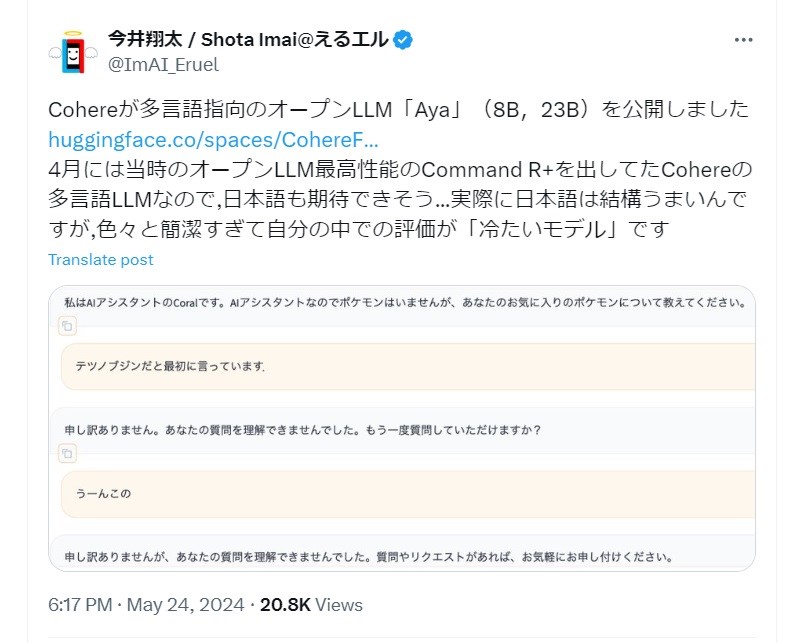 今井翔太 / Shota Imai@えるエル
@ImAI_Eruel
Cohereが多言語指向のオープンLLM「Aya」（8B，23B）を公開しました
huggingface.co/spaces/CohereF…
4月には当時のオープンLLM最高性能のCommand R+を出してたCohereの
多言語LLMなので,日本語も期待できそう…実際に日本語は結構うまいんで
すが,色々と簡潔すぎて自分の中での評価が「冷たいモデル」です
Translate post
私はAIアシスタントのCoralです。AIアシスタントなのでポケモンはいませんが、あなたのお気に入りのポケモンについて教えてください。
テツノブジンだと最初に言っています.
申し訳ありません。あなたの質問を理解できませんでした。もう一度質問していただけますか？
うーんこの
申し訳ありませんが、あなたの質問を理解できませんでした。質問やリクエストがあれば、お気軽にお申し付けください。
6:17 PM · May 24, 2024 · 20.8K Views